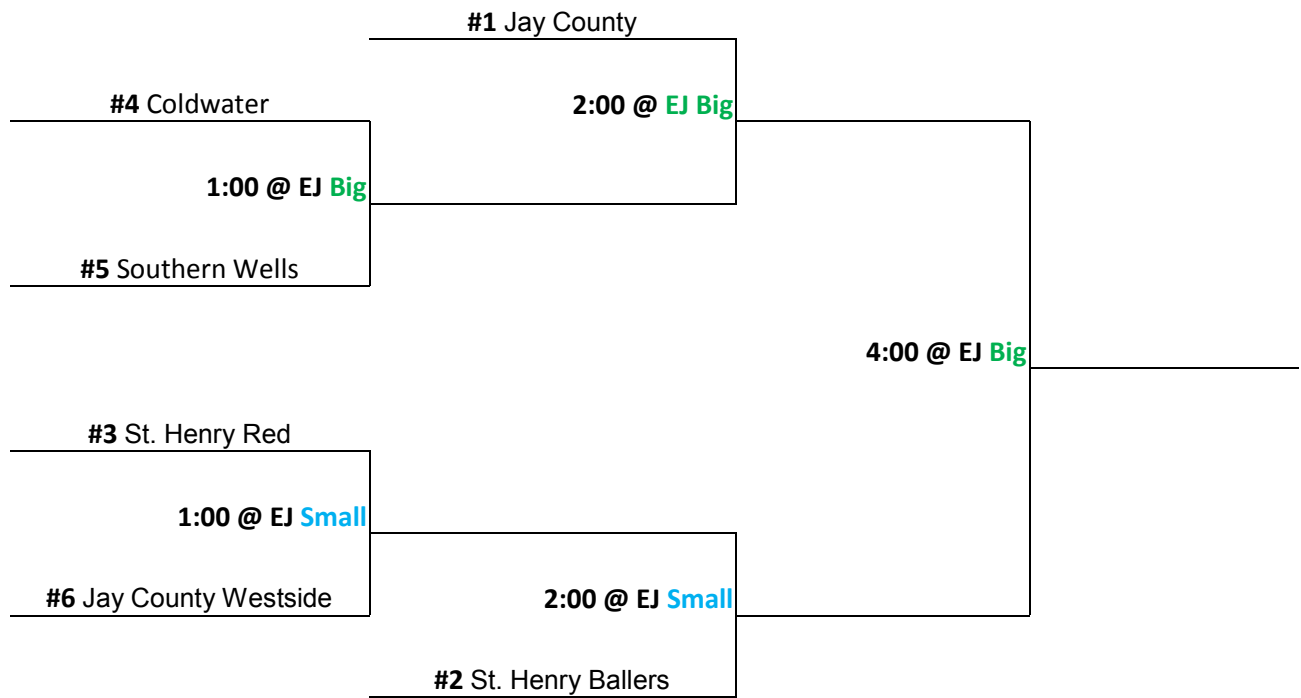 #1 Jay County
#4 Coldwater
2:00 @ EJ Big
1:00 @ EJ Big
#5 Southern Wells
4:00 @ EJ Big
#3 St. Henry Red
1:00 @ EJ Small
#6 Jay County Westside
2:00 @ EJ Small
#2 St. Henry Ballers